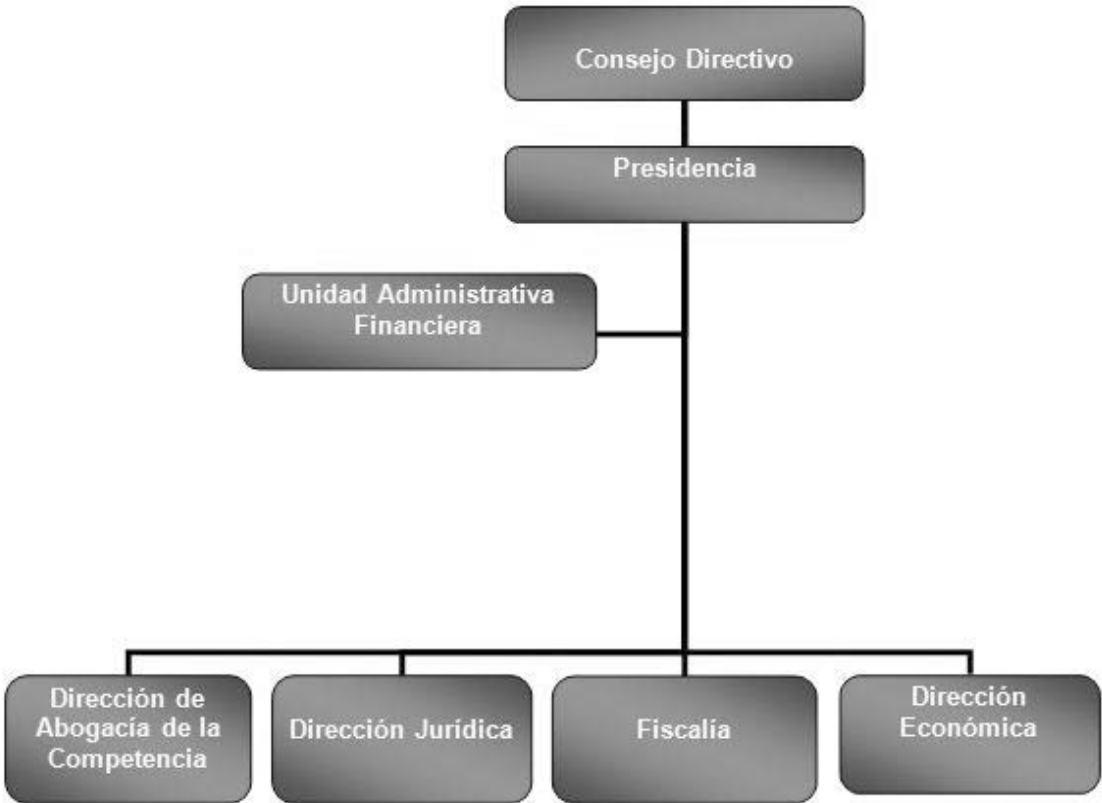 Consejo Directivo
Presidencia
Unidad Administrativa
Financiera
Dirección de
Abogacía de la
Competencia
Dirección Jurídica
Fiscalía
Dirección
Económica